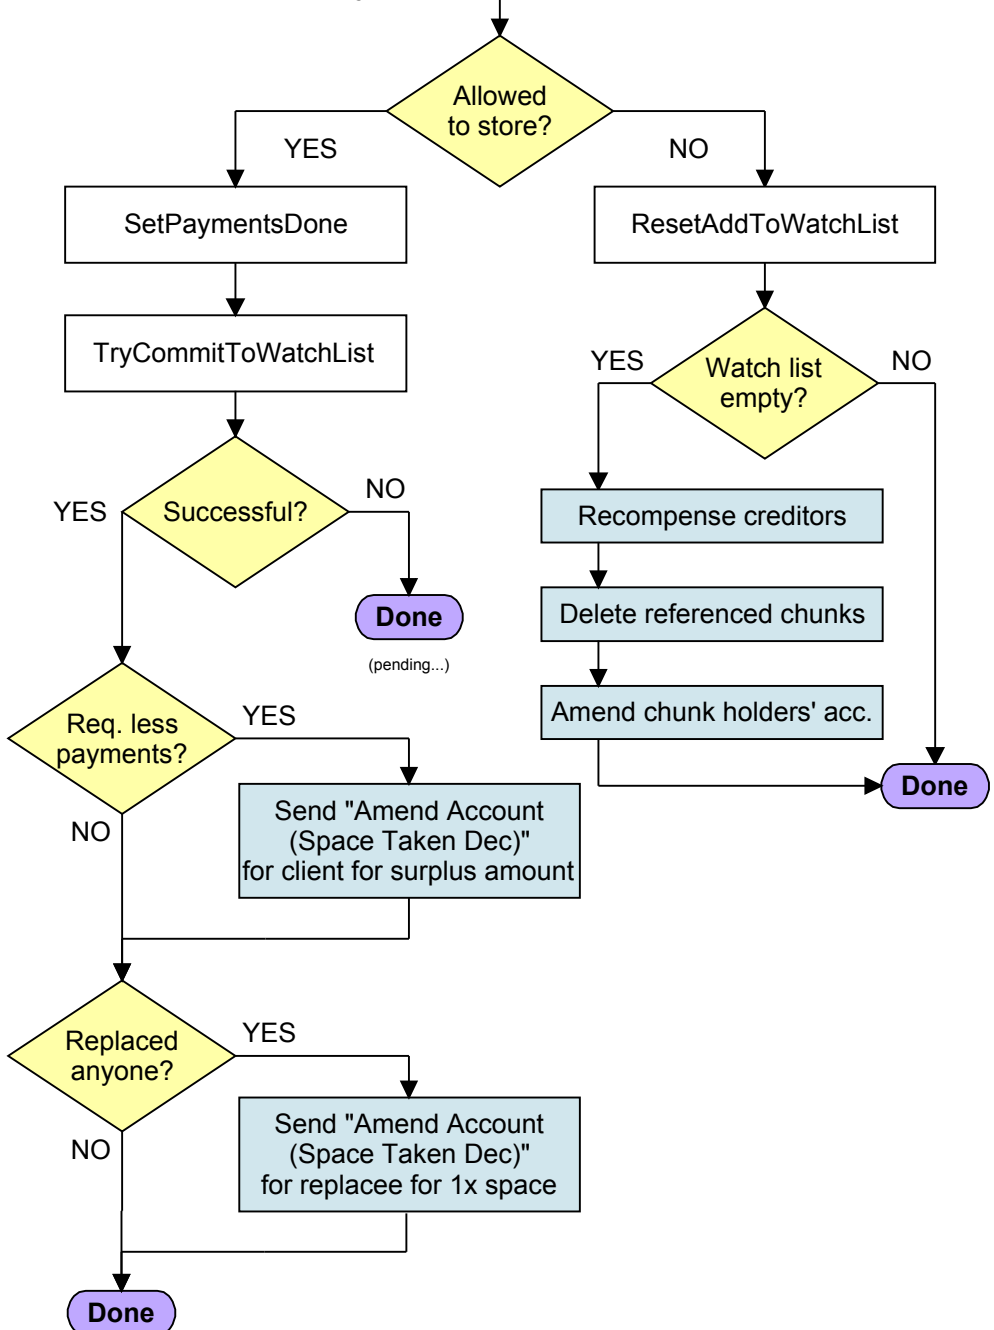 Allowed
to store?
YES
NO
SetPaymentsDone
ResetAddToWatchList
TryCommitToWatchList
YES
Watch list
empty?
NO
YES
Successful?
NO
Recompense creditors
Done
(pending...)
Delete referenced chunks
Amend chunk holders' acc.
Req. less
payments?
YES
NO
Done
Send "Amend Account
(Space Taken Dec)"
for client for surplus amount
Replaced
anyone?
YES
NO
Send "Amend Account
(Space Taken Dec)"
for replacee for 1x space
Done